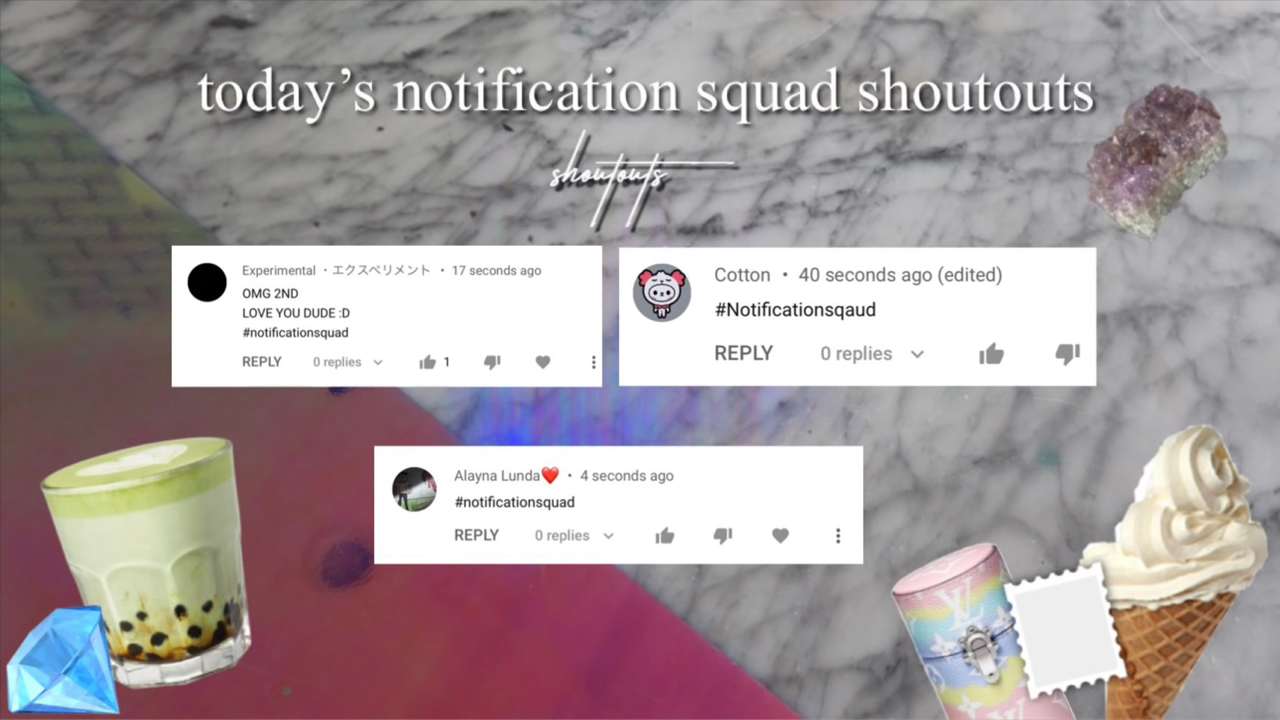 today’s notification squad shoutouts
shoutouts
Experimental • エクスペリメント • 17 seconds ago
OMG 2ND
LOVE YOU DUDE :D
#notificationsquad
REPLY 0 replies 1
Cotton • 40 seconds ago (edited)
#Notificationsqaud
REPLY 0 replies
Alayna Lunda❤️ • 4 seconds ago
#notificationsquad
REPLY 0 replies
LV